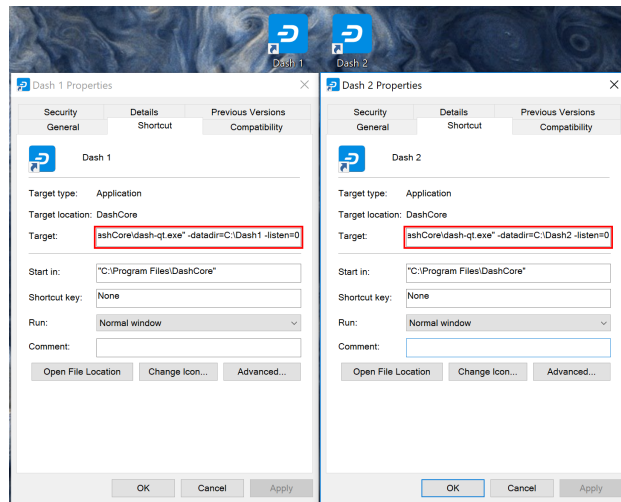 Dash 1
Dash 2
Dash 1 Properties
Security
Details
Previous Versions
General
Shortcut
Compatibility
Dash 1
Target type:
Application
Target location:
DashCore
Target:
ashCore\dash-qt.exe" -datadir=C:\Dash1 -listen=0
Start in:
"C:\Program Files\DashCore"
Shortcut key:
None
Run:
Normal window
Comment:
Open File Location
Change Icon...
Advanced...
OK
Cancel
Apply
Dash 2 Properties
Security
Details
Previous Versions
General
Shortcut
Compatibility
Dash 2
Target type:
Application
Target location:
DashCore
Target:
ashCore\dash-qt.exe" -datadir=C:\Dash2 -listen=0
Start in:
"C:\Program Files\DashCore"
Shortcut key:
None
Run:
Normal window
Comment:
Open File Location
Change Icon...
Advanced...
OK
Cancel
Apply